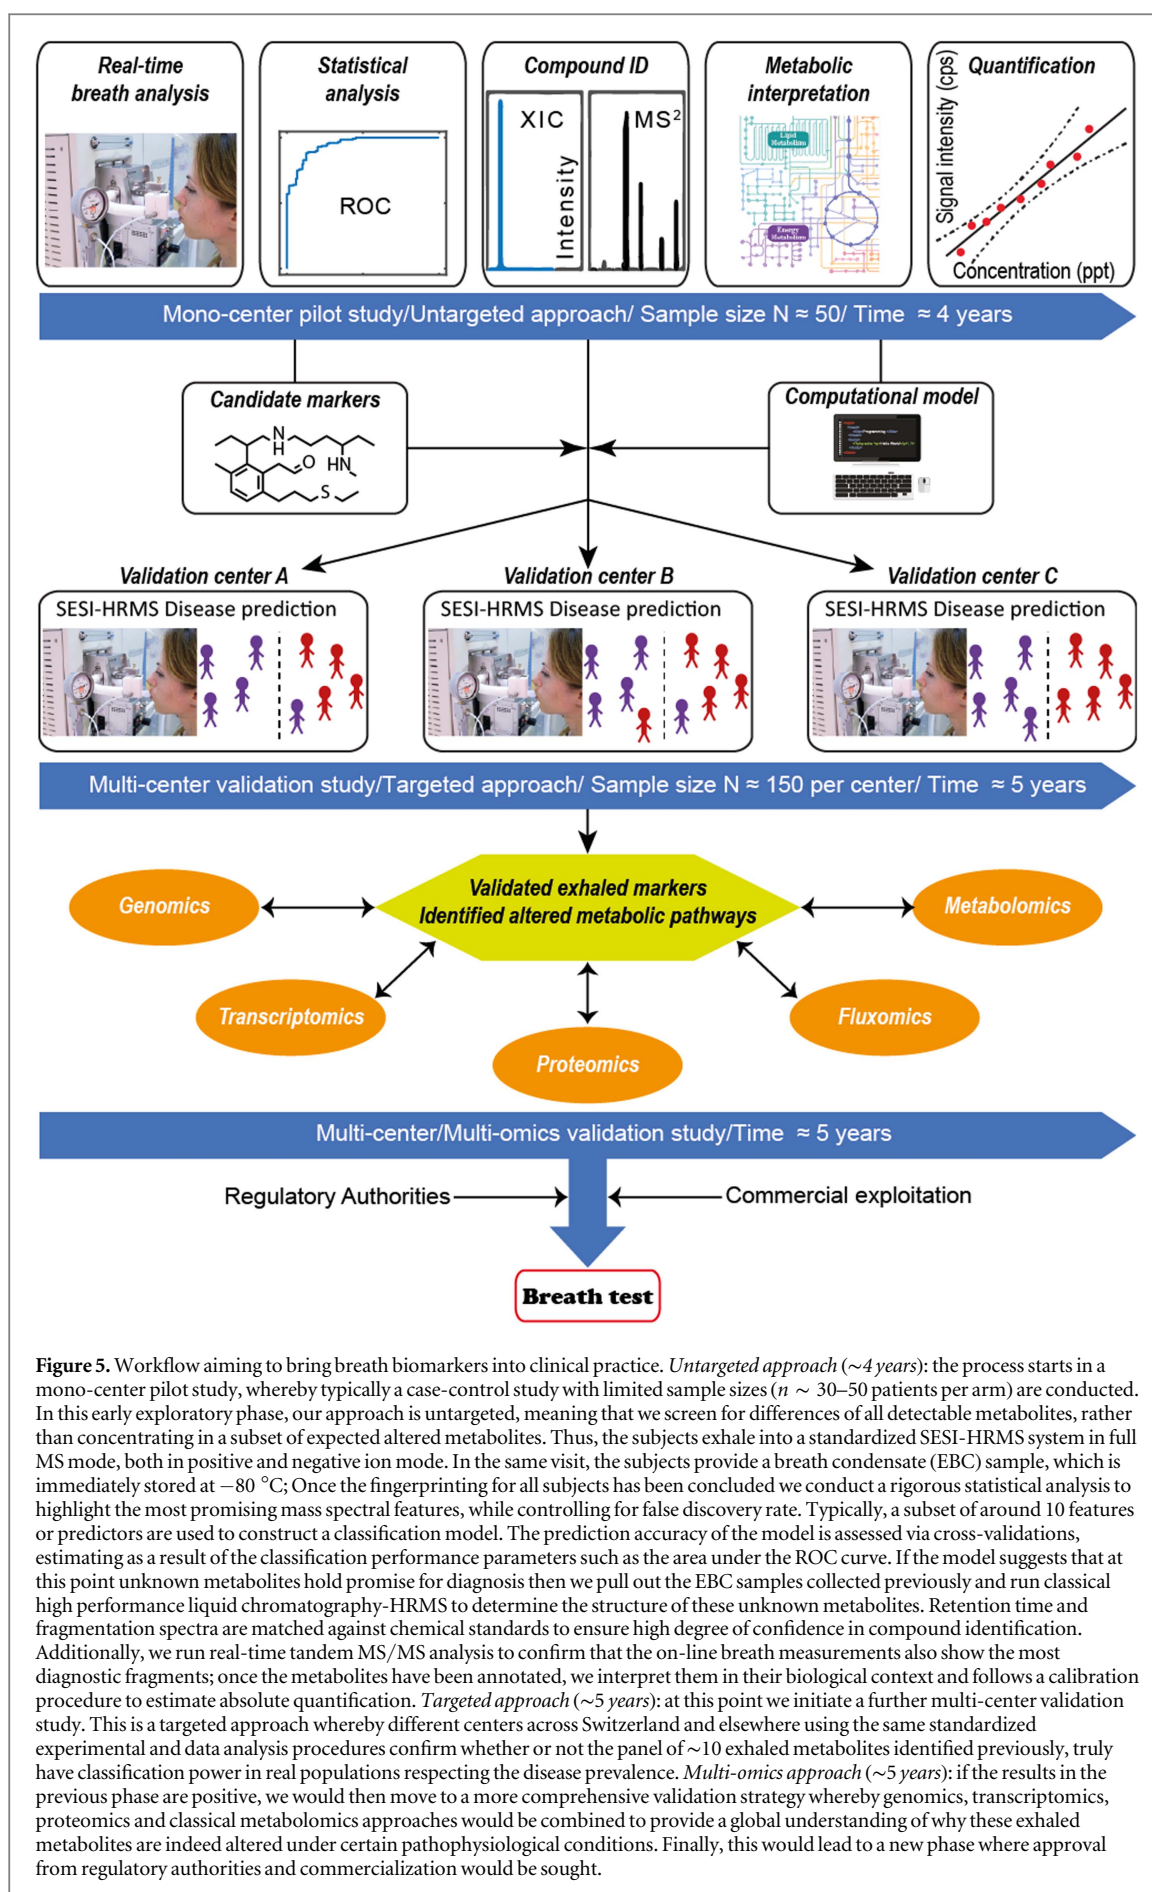 Real-time
breath analysis
Statistical
analysis
ROC
Compound ID
XIC
Intensity
MS²
Metabolic
interpretation
Lipid
Metabolism
Energy
Metabolism
Quantification
Signal intensity (cps)
Concentration (ppt)
Mono-center pilot study/Untargeted approach/ Sample size N ≈ 50/ Time ≈ 4 years
Candidate markers
N
H
O
HN
S
Computational model
Validation center A
SESI-HRMS Disease prediction
Validation center B
SESI-HRMS Disease prediction
Validation center C
SESI-HRMS Disease prediction
Multi-center validation study/Targeted approach/ Sample size N ≈ 150 per center/ Time ≈ 5 years
Validated exhaled markers
Identified altered metabolic pathways
Genomics
Metabolomics
Transcriptomics
Fluxomics
Proteomics
Multi-center/Multi-omics validation study/Time ≈ 5 years
Regulatory Authorities
Commercial exploitation
Breath test
Figure 5. Workflow aiming to bring breath biomarkers into clinical practice. Untargeted approach (∼4 years): the process starts in a
mono-center pilot study, whereby typically a case-control study with limited sample sizes (n ∼ 30–50 patients per arm) are conducted.
In this early exploratory phase, our approach is untargeted, meaning that we screen for differences of all detectable metabolites, rather
than concentrating in a subset of expected altered metabolites. Thus, the subjects exhale into a standardized SESI-HRMS system in full
MS mode, both in positive and negative ion mode. In the same visit, the subjects provide a breath condensate (EBC) sample, which is
immediately stored at −80 °C; Once the fingerprinting for all subjects has been concluded we conduct a rigorous statistical analysis to
highlight the most promising mass spectral features, while controlling for false discovery rate. Typically, a subset of around 10 features
or predictors are used to construct a classification model. The prediction accuracy of the model is assessed via cross-validations,
estimating as a result of the classification performance parameters such as the area under the ROC curve. If the model suggests that at
this point unknown metabolites hold promise for diagnosis then we pull out the EBC samples collected previously and run classical
high performance liquid chromatography-HRMS to determine the structure of these unknown metabolites. Retention time and
fragmentation spectra are matched against chemical standards to ensure high degree of confidence in compound identification.
Additionally, we run real-time tandem MS/MS analysis to confirm that the on-line breath measurements also show the most
diagnostic fragments; once the metabolites have been annotated, we interpret them in their biological context and follows a calibration
procedure to estimate absolute quantification. Targeted approach (∼5 years): at this point we initiate a further multi-center validation
study. This is a targeted approach whereby different centers across Switzerland and elsewhere using the same standardized
experimental and data analysis procedures confirm whether or not the panel of ∼10 exhaled metabolites identified previously, truly
have classification power in real populations respecting the disease prevalence. Multi-omics approach (∼5 years): if the results in the
previous phase are positive, we would then move to a more comprehensive validation strategy whereby genomics, transcriptomics,
proteomics and classical metabolomics approaches would be combined to provide a global understanding of why these exhaled
metabolites are indeed altered under certain pathophysiological conditions. Finally, this would lead to a new phase where approval
from regulatory authorities and commercialization would be sought.